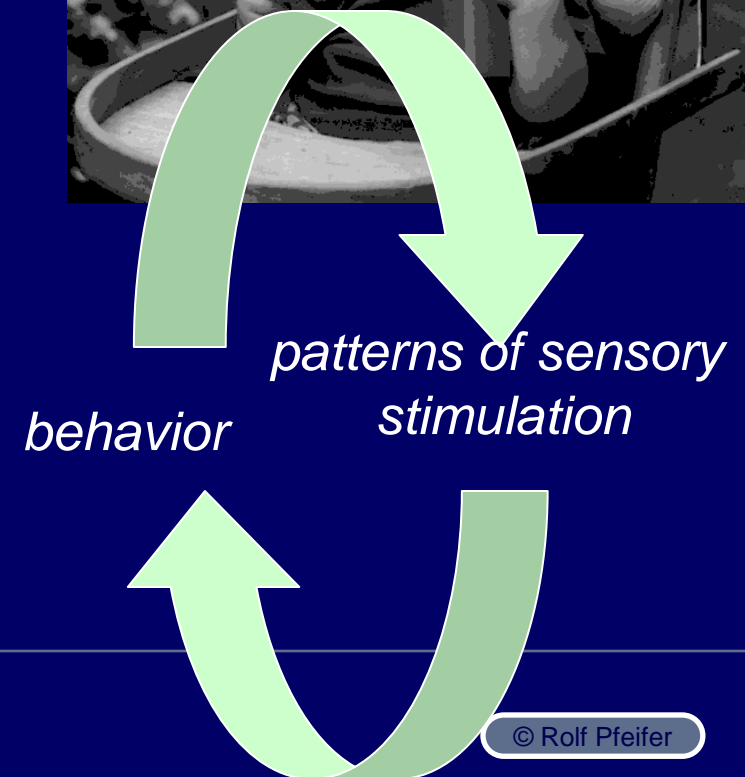 patterns of sensory
stimulation
behavior
© Rolf Pfeifer